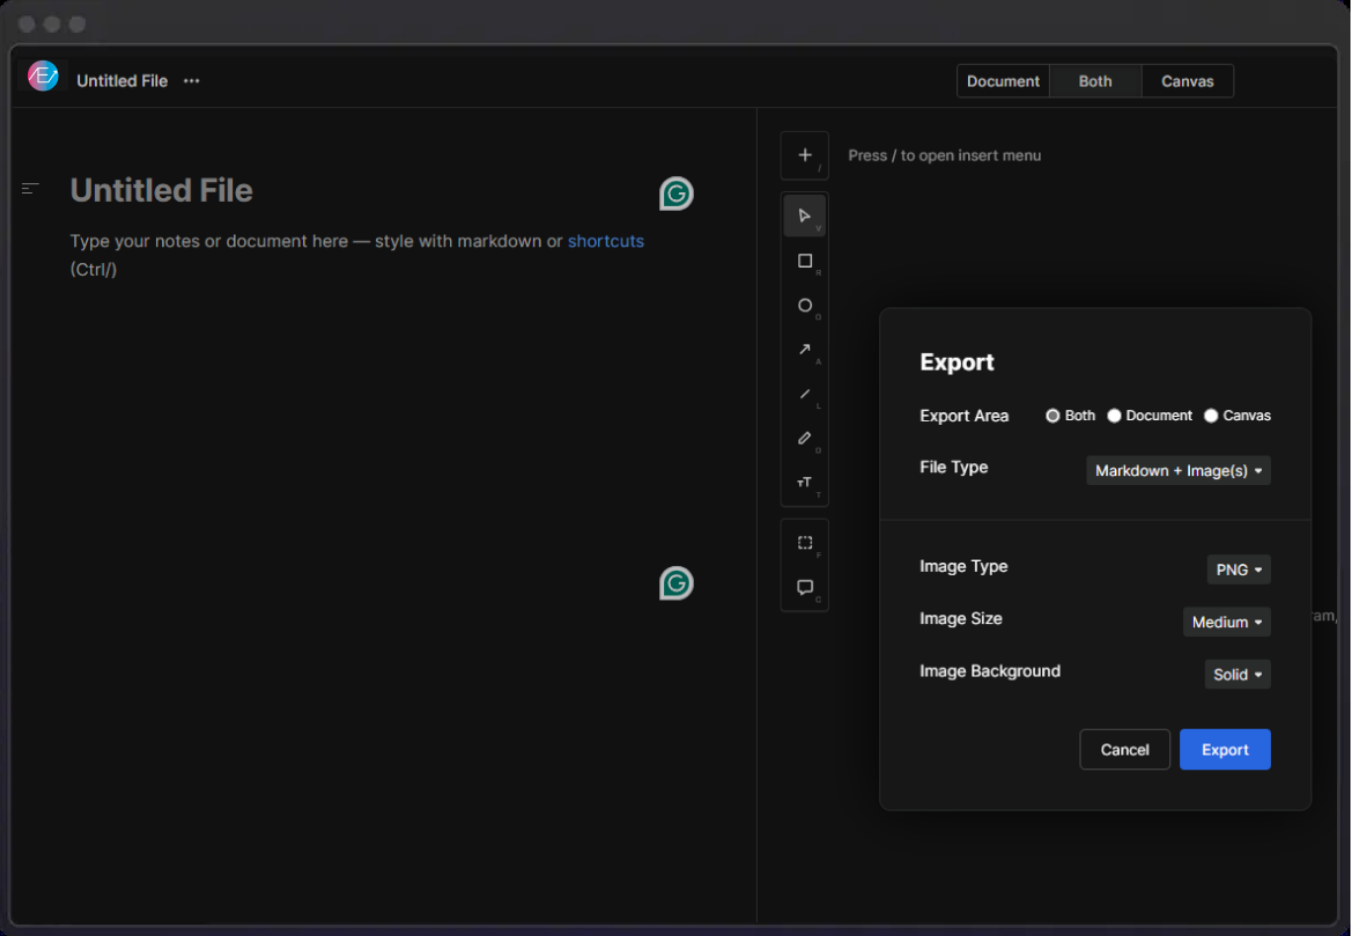 Untitled File ···
Document Both Canvas
Untitled File
Type your notes or document here — style with markdown or shortcuts
(Ctrl/)
+ /
Press / to open insert menu
V
R
O
A
L
D
TT T
F
C
Export
Export Area Both Document Canvas
File Type Markdown + Image(s)
Image Type PNG
Image Size Medium
ram,
Image Background Solid
Cancel Export